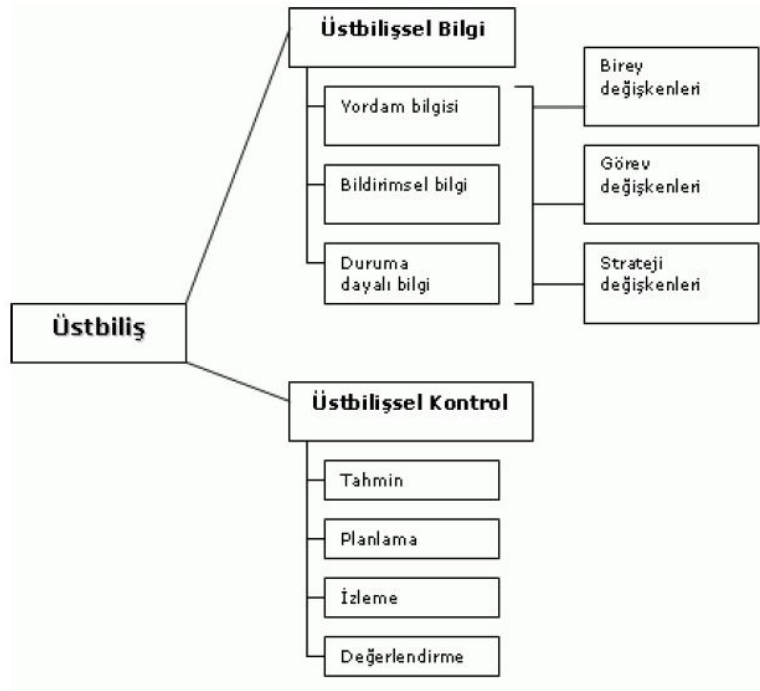 Üstbilişsel Bilgi
Yordam bilgisi
Bildirimsel bilgi
Duruma
dayalı bilgi
Birey
değişkenleri
Görev
değişkenleri
Strateji
değişkenleri
Üstbiliş
Üstbilişsel Kontrol
Tahmin
Planlama
İzleme
Değerlendirme